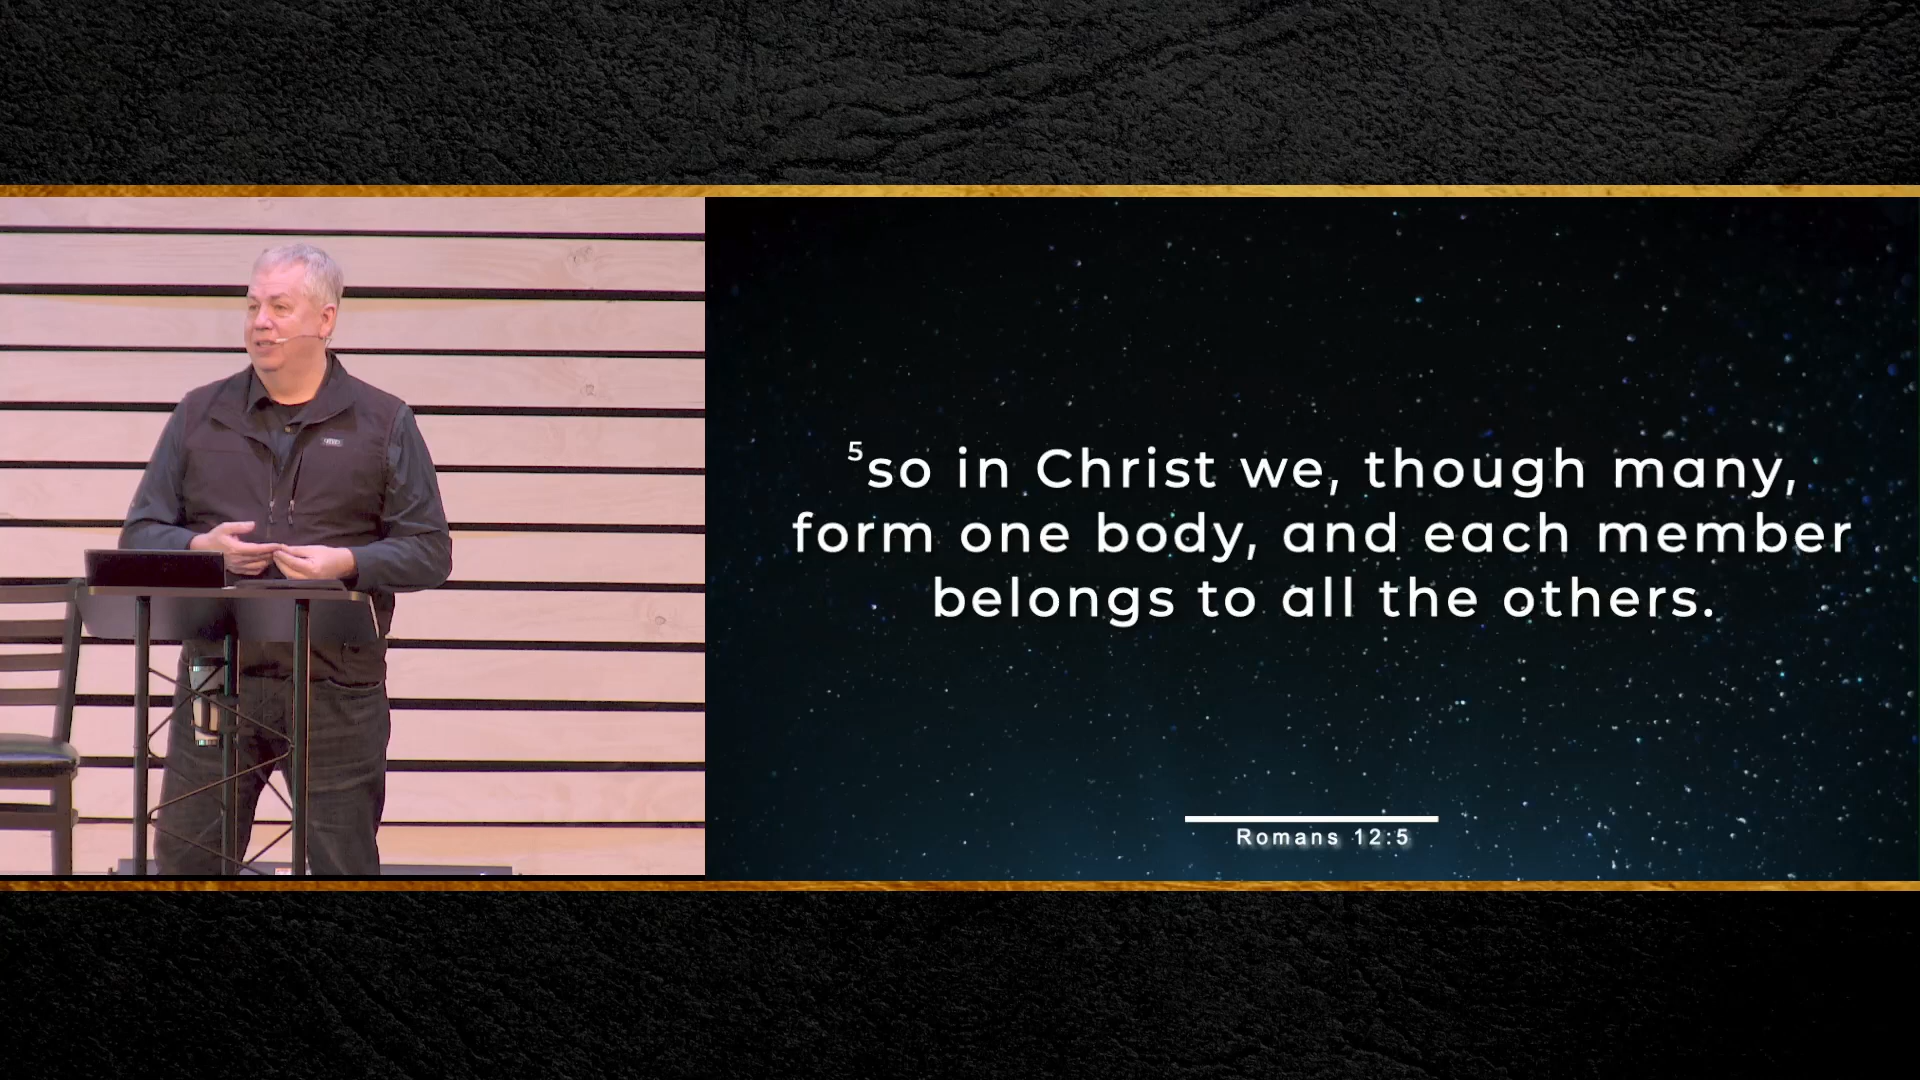 ⁵so in Christ we, though many,
form one body, and each member
belongs to all the others.
Romans 12:5